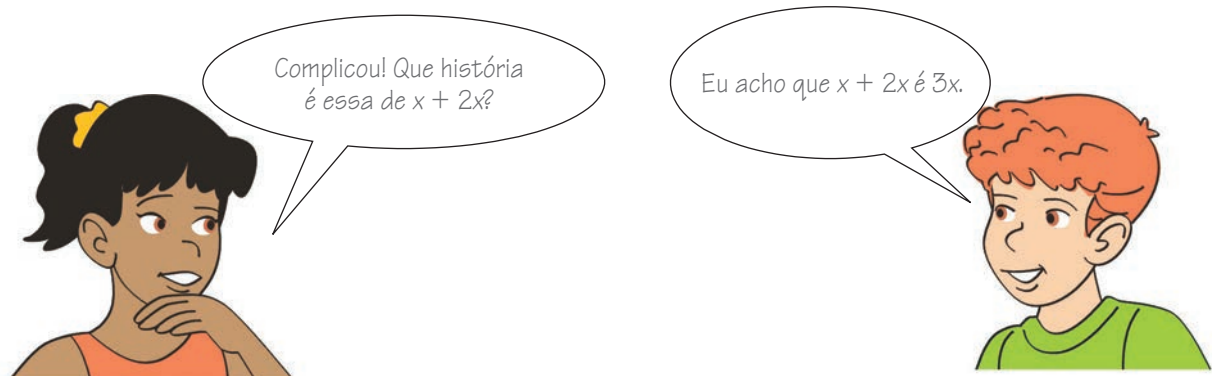 Complicou! Que história
é essa de x + 2x?
Eu acho que x + 2x é 3x.